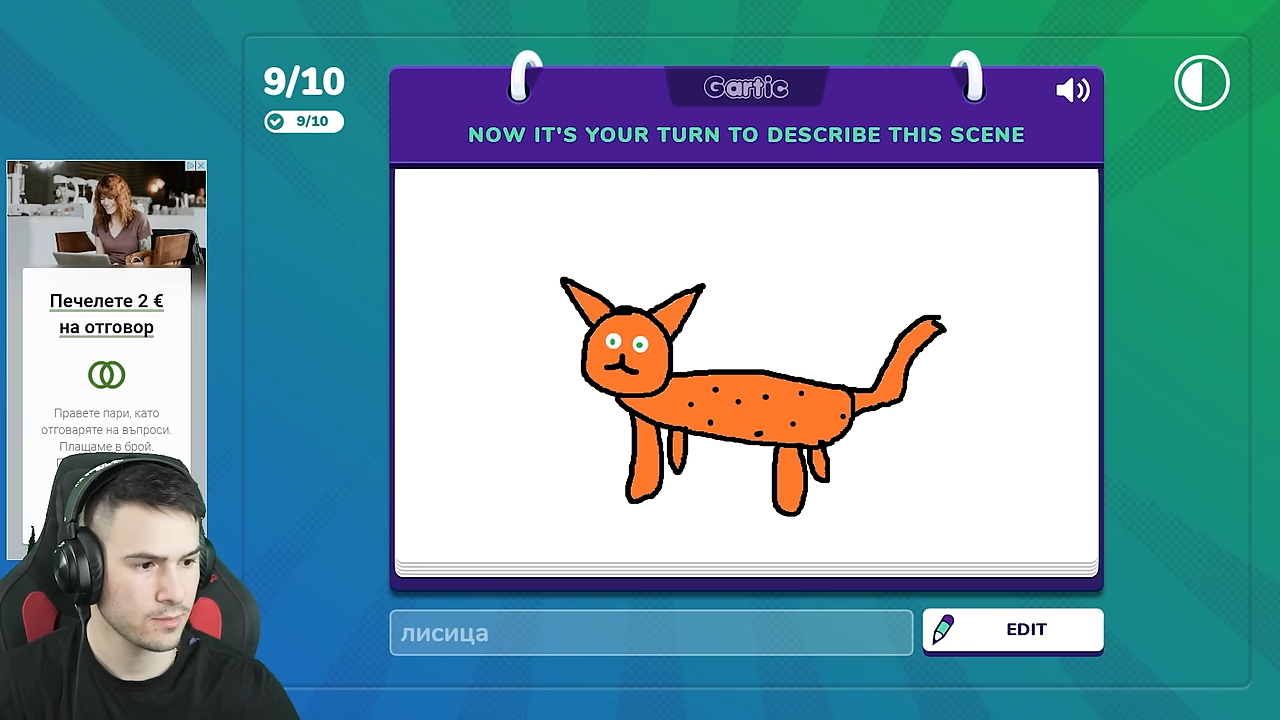 9/10
9/10
Gartic
NOW IT'S YOUR TURN TO DESCRIBE THIS SCENE
Печелете 2 €
на отговор
Правете пари, като
отговаряте на въпроси.
Плащаме в брой.
лисица
EDIT